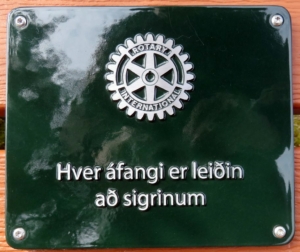 ROTARY
INTERNATIONAL
Hver áfangi er leiðin
að sigrinum